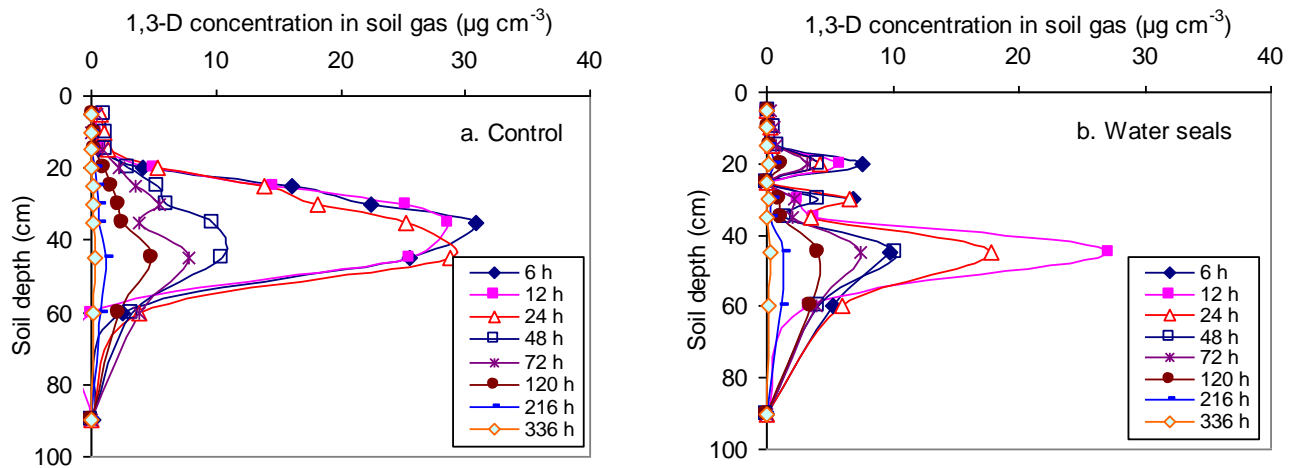 1,3-D concentration in soil gas (µg cm-3)
0 10 20 30 40
0
20
40
60
80
100
Soil depth (cm)
a. Control
6 h
12 h
24 h
48 h
72 h
120 h
216 h
336 h
1,3-D concentration in soil gas (µg cm-3)
0 10 20 30 40
0
20
40
60
80
100
Soil depth (cm)
b. Water seals
6 h
12 h
24 h
48 h
72 h
120 h
216 h
336 h